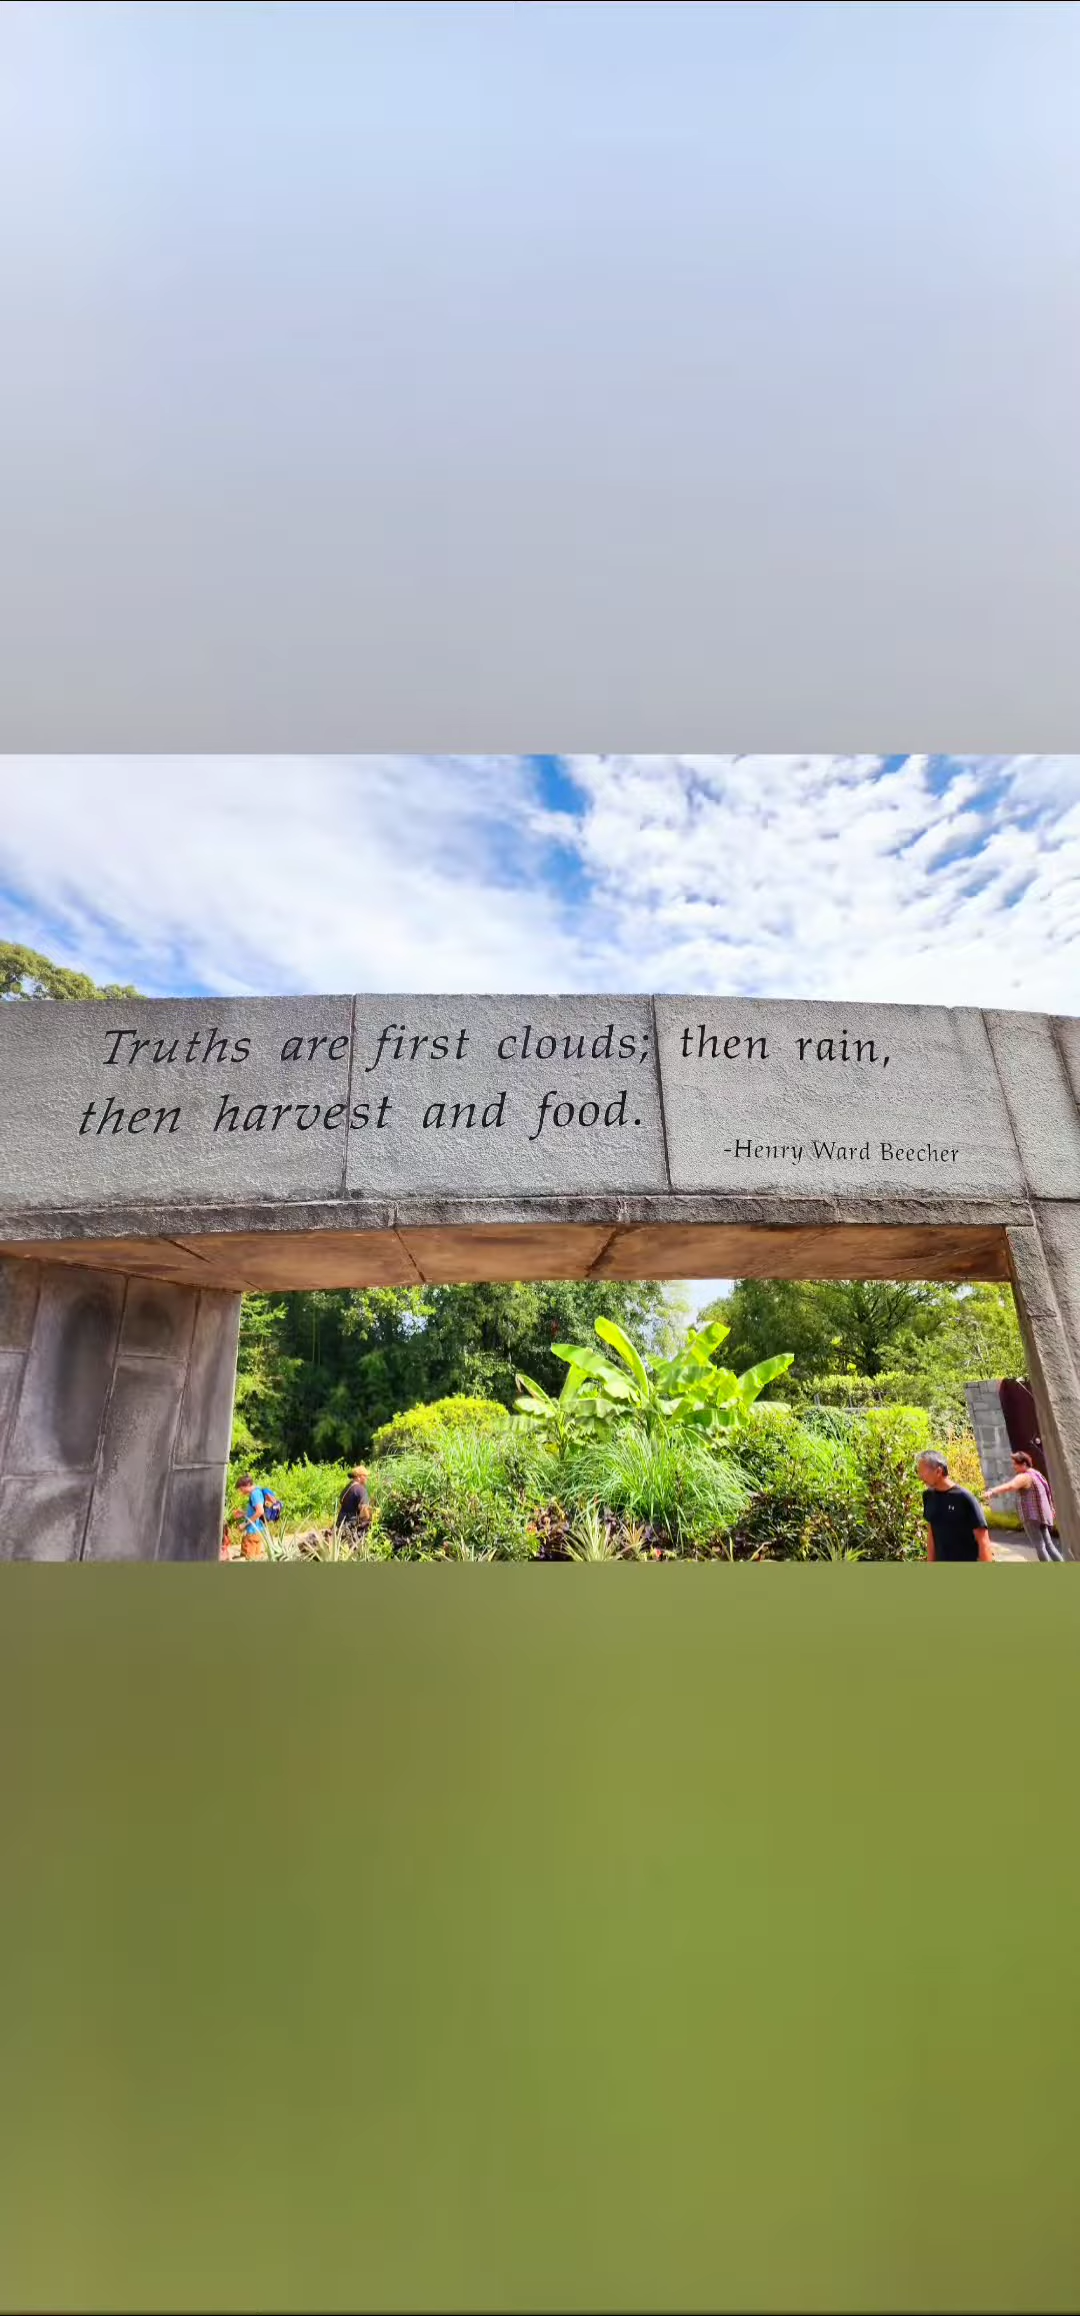 Truths are first clouds; then rain,
then harvest and food.
-Henry Ward Beecher